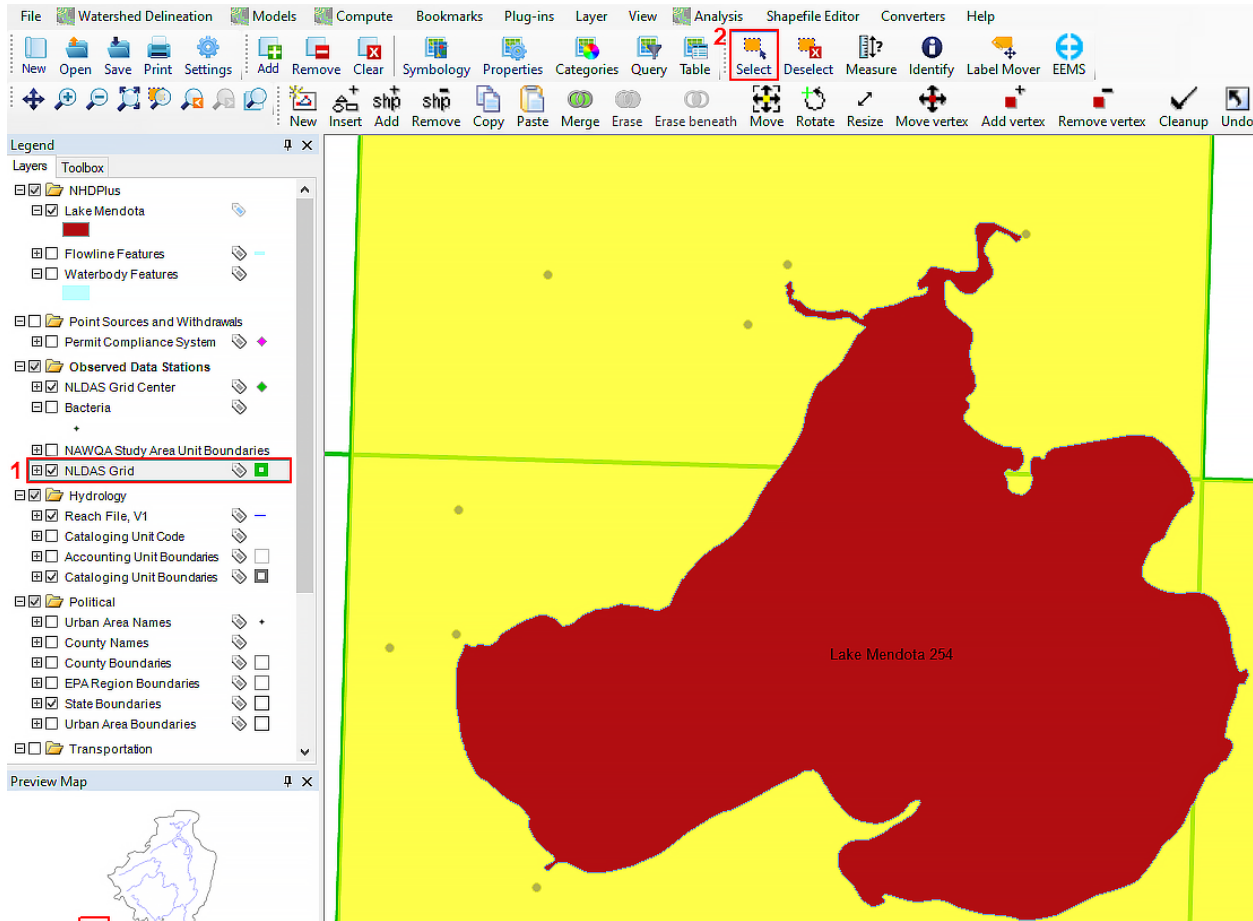 File Watershed Delineation Models Compute Bookmarks Plug-ins Layer View Analysis Shapefile Editor Converters Help
2
New Open Save Print Settings Add Remove Clear Symbology Properties Categories Query Table Select Deselect Measure Identify Label Mover EEMS
shp shp
New Insert Add Remove Copy Paste Merge Erase Erase beneath Move Rotate Resize Move vertex Add vertex Remove vertex Cleanup Undo
Legend
Layers Toolbox
NHDPlus
Lake Mendota
Flowline Features
Waterbody Features
Point Sources and Withdrawals
Permit Compliance System
Observed Data Stations
NLDAS Grid Center
Bacteria
NAWQA Study Area Unit Boundaries
1 NLDAS Grid
Hydrology
Reach File, V1
Cataloging Unit Code
Accounting Unit Boundaries
Cataloging Unit Boundaries
Political
Urban Area Names
County Names
County Boundaries
EPA Region Boundaries
State Boundaries
Urban Area Boundaries
Transportation
Preview Map
Lake Mendota 254